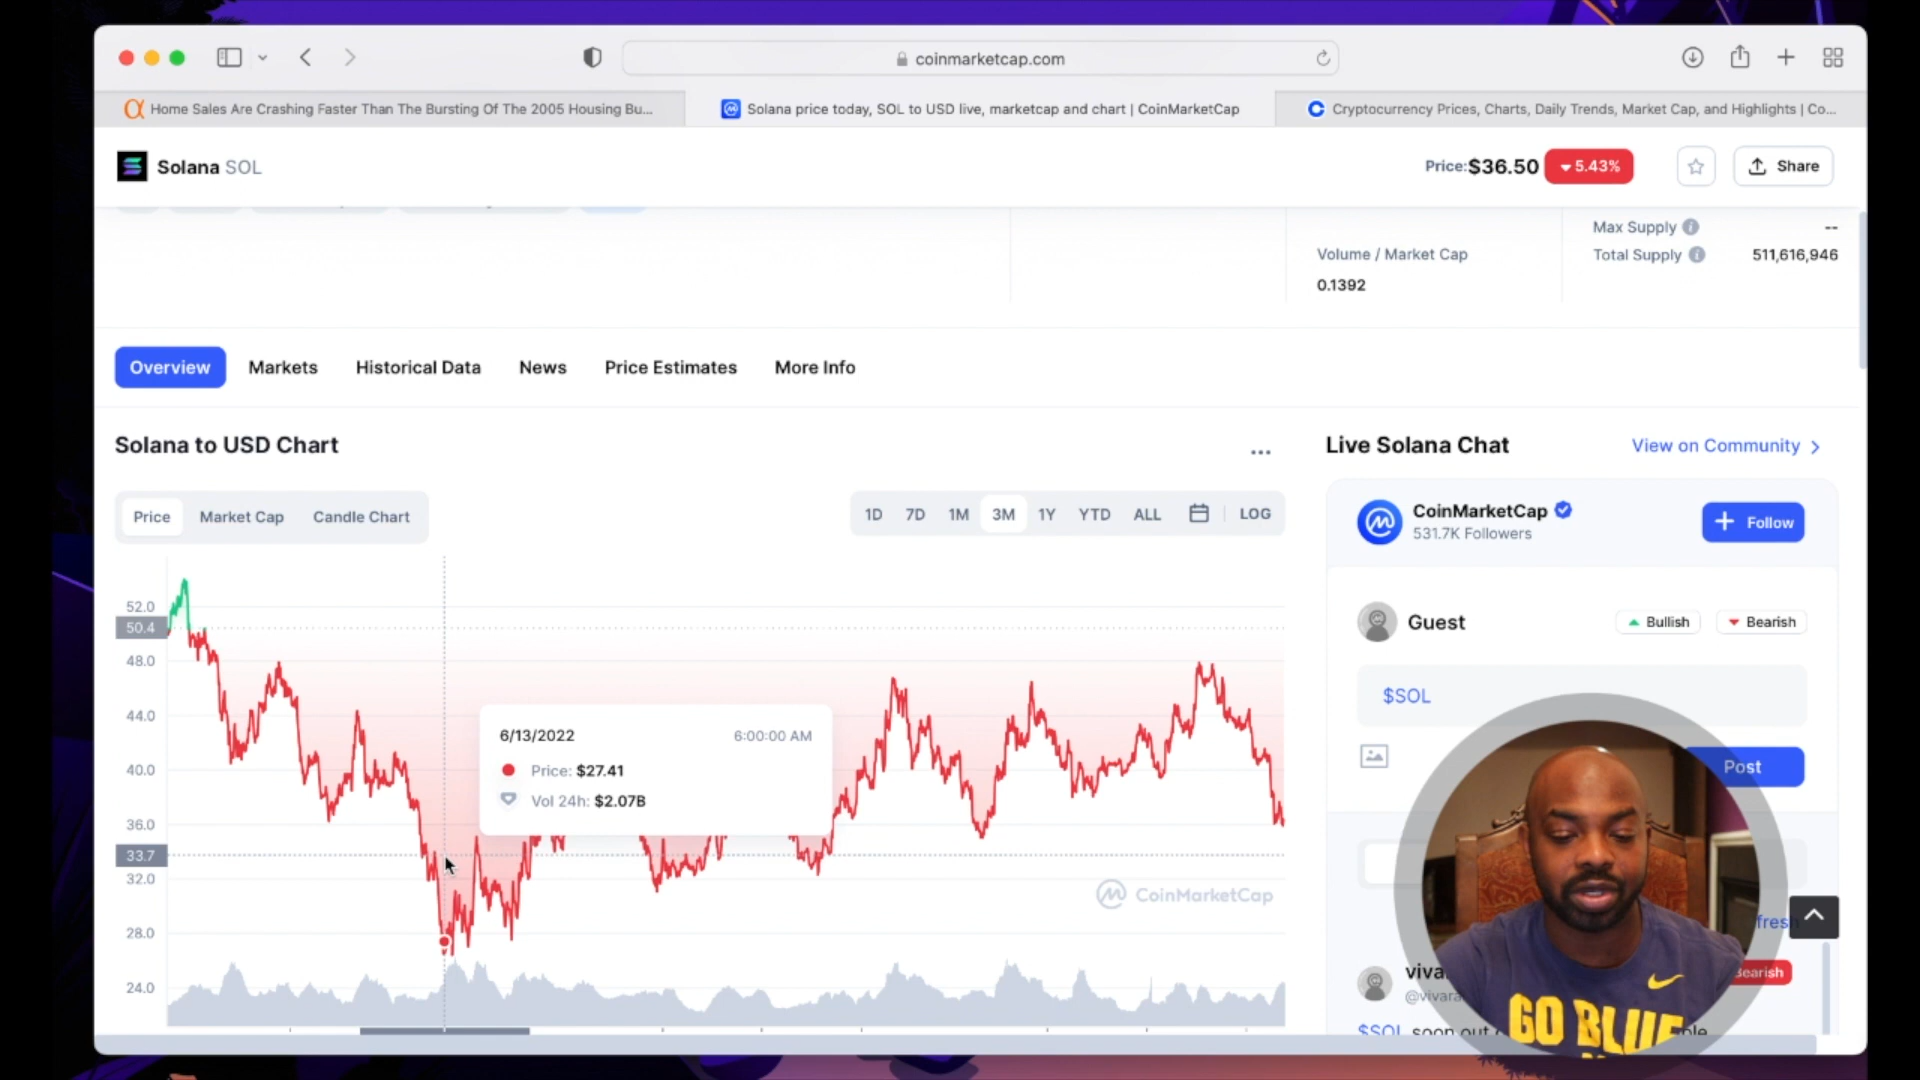 coinmarketcap.com
Home Sales Are Crashing Faster Than The Bursting Of The 2005 Housing Bu...
Solana price today, SOL to USD live, marketcap and chart | CoinMarketCap
Cryptocurrency Prices, Charts, Daily Trends, Market Cap, and Highlights | Co...
Solana SOL
Price:$36.50
5.43%
Share
Max Supply
--
Total Supply
511,616,946
Volume / Market Cap
0.1392
Overview
Markets
Historical Data
News
Price Estimates
More Info
Solana to USD Chart
...
Live Solana Chat
View on Community
Price
Market Cap
Candle Chart
1D
7D
1M
3M
1Y
YTD
ALL
LOG
CoinMarketCap
531.7K Followers
+ Follow
52.0
50.4
48.0
44.0
40.0
36.0
33.7
32.0
28.0
24.0
6/13/2022
6:00:00 AM
Price: $27.41
Vol 24h: $2.07B
CoinMarketCap
Guest
Bullish
Bearish
$SOL
Post
fresh
viva
Bearish
@vivara
$SOL soon out
GO BLUE